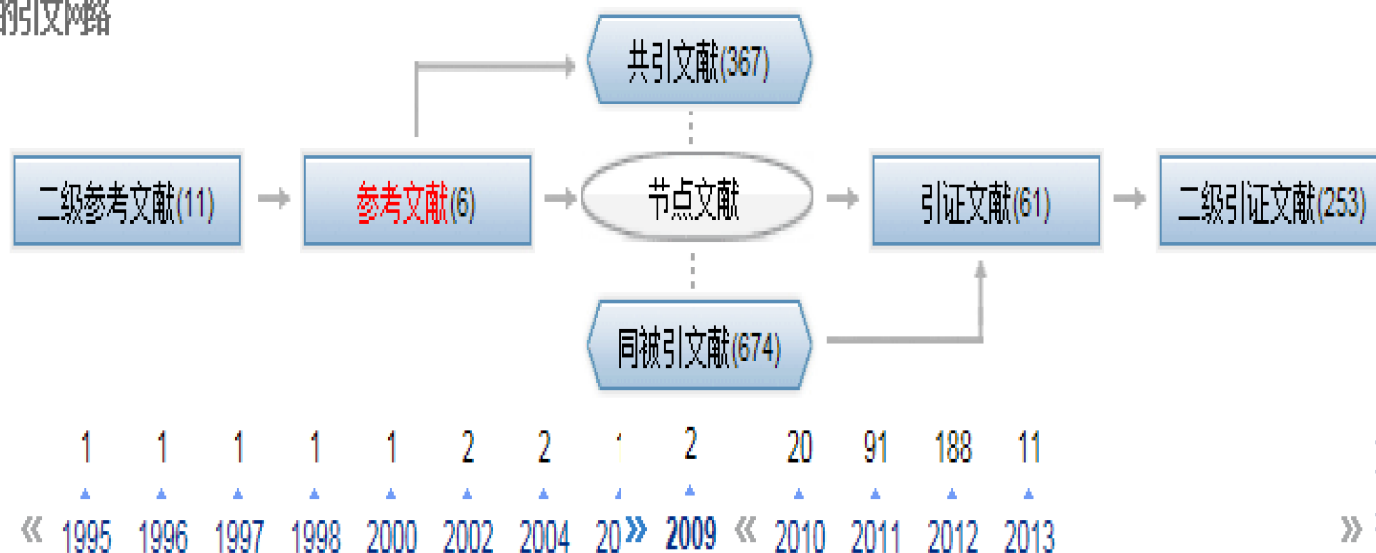 的引文网络
共引文献(367)
二级参考文献(11) 参考文献(6) 节点文献 引证文献(61) 二级引证文献(253)
同被引文献(674)
1 1 1 1 1 2 2 2 20 91 188 11
« 1995 1996 1997 1998 2000 2002 2004 20» 2009 « 2010 2011 2012 2013 »